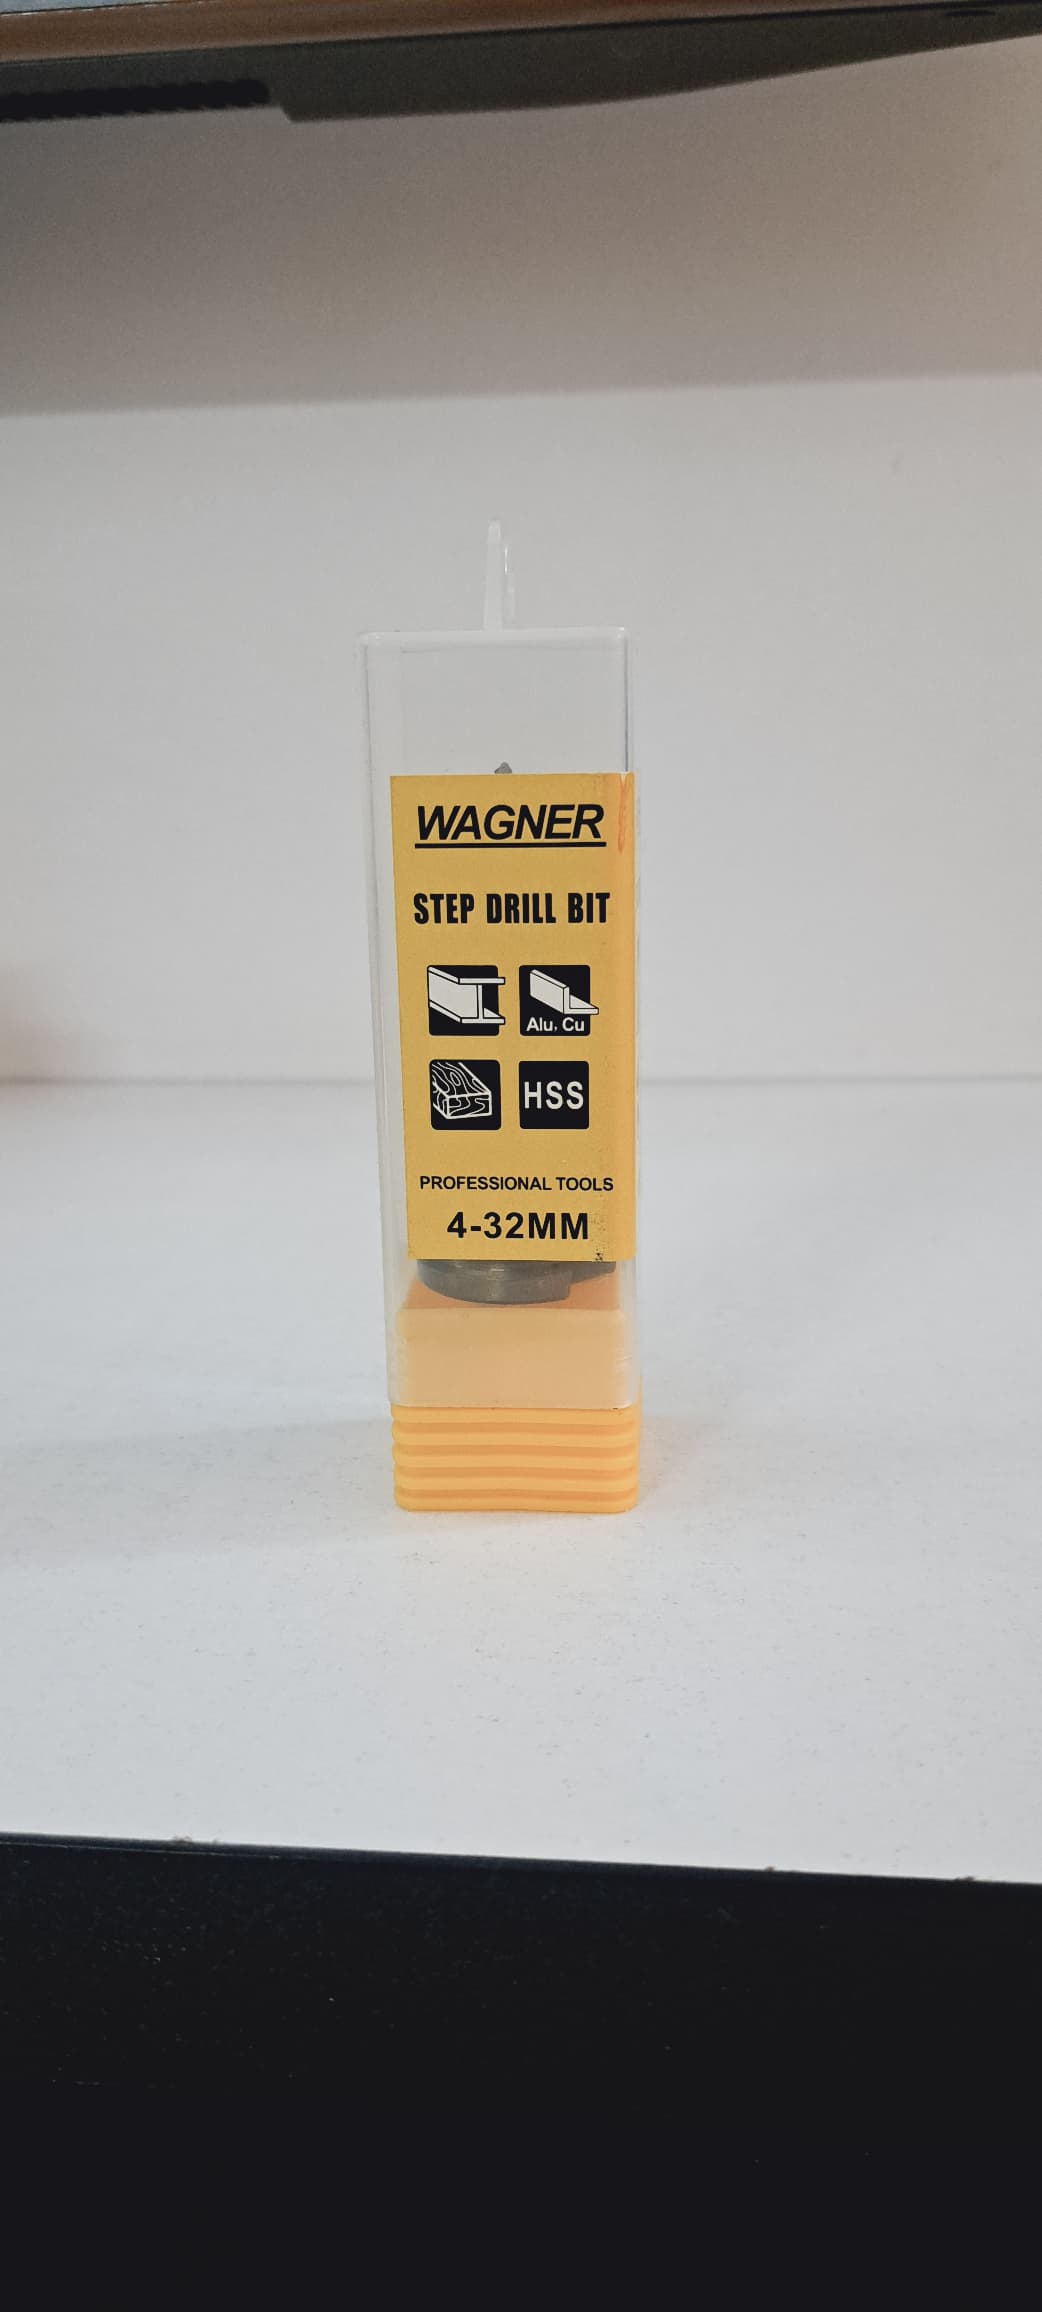 WAGNER
STEP DRILL BIT
Alu, Cu
HSS
PROFESSIONAL TOOLS
4-32MM